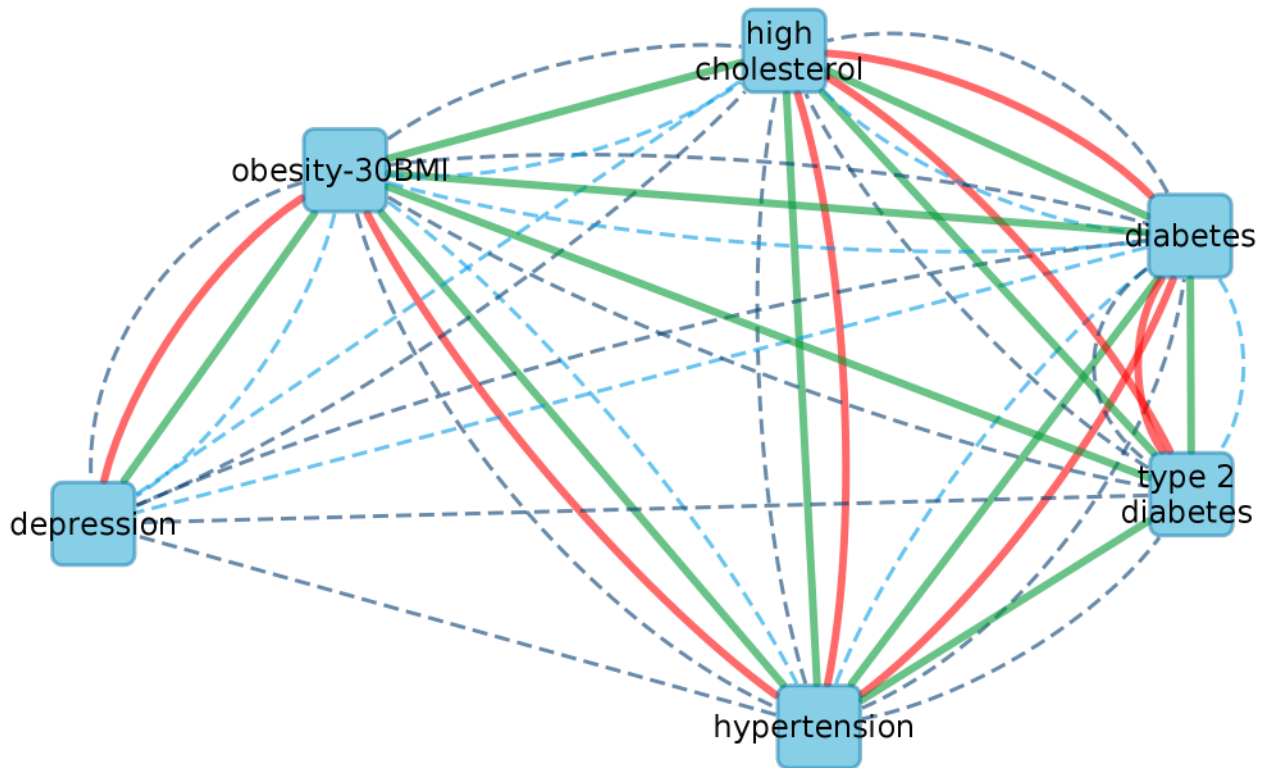 high
cholesterol
obesity-30BMI
diabetes
type 2
diabetes
depression
hypertension